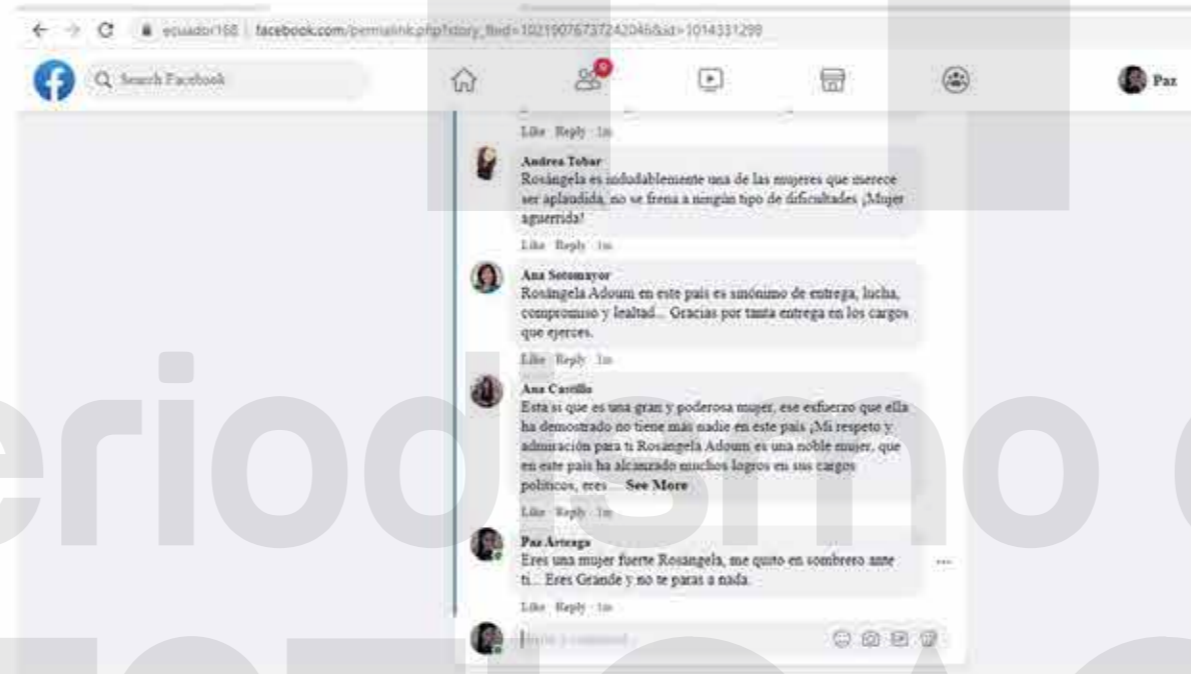 ecuador168 | facebook.com/permalink.php?story_fbid=10219076737242046&id=1014331299
Search Facebook
9
Paz
Like Reply 1m
Andrea Tobar
Rosángela es indudablemente una de las mujeres que merece
ser aplaudida, no se frena a ningún tipo de dificultades ¡Mujer
aguerrida!
Like Reply 1m
Ana Sotomayor
Rosángela Adoum en este país es sinónimo de entrega, lucha,
compromiso y lealtad... Gracias por tanta entrega en los cargos
que ejerces.
Like Reply 1m
Ana Castillo
Esta si que es una gran y poderosa mujer, ese esfuerzo que ella
ha demostrado no tiene más nadie en este país ¡Mi respeto y
admiración para ti Rosángela Adoum es una noble mujer, que
en este país ha alcanzado muchos logros en sus cargos
políticos, eres ... See More
Like Reply 1m
Paz Arteaga
Eres una mujer fuerte Rosángela, me quito en sombrero ante
ti... Eres Grande y no te paras a nada.
Like Reply 1m
eriodismo